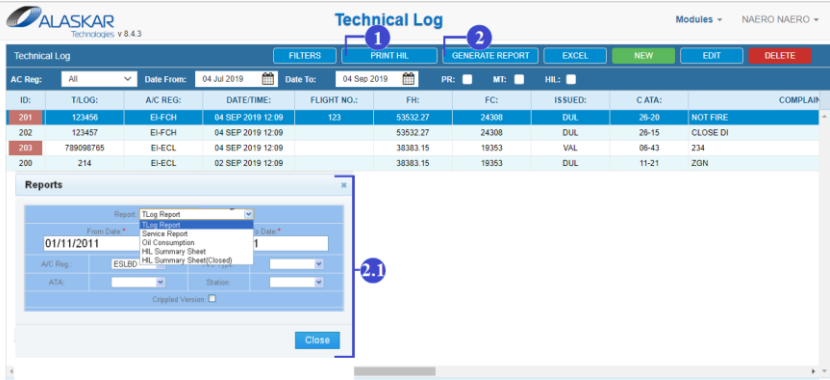 ALASKAR
Technologies v 8.4.3
Technical Log
Modules
NAERO NAERO
1
2
Technical Log
FILTERS
PRINT HIL
GENERATE REPORT
EXCEL
NEW
EDIT
DELETE
AC Reg: All Date From: 04 Jul 2019 Date To: 04 Sep 2019 PR: MT: HIL:
ID: T/LOG: A/C REG: DATE/TIME: FLIGHT NO.: FH: FC: ISSUED: C ATA: COMPLAIN
201 123456 EI-FCH 04 SEP 2019 12:09 123 53532.27 24308 DUL 26-20 NOT FIRE
202 123457 EI-FCH 04 SEP 2019 12:09 53532.27 24308 DUL 26-15 CLOSE DI
203 789098765 EI-ECL 04 SEP 2019 12:09 38383.15 19353 VAL 06-43 234
200 214 EI-ECL 02 SEP 2019 12:09 38383.15 19353 DUL 11-21 ZGN
Reports
Report: TLog Report
TLog Report
Service Report
Oil Consumption
HIL Summary Sheet
HIL Summary Sheet(Closed)
From Date:*
o Date:*
01/11/2011
1
A/C Reg.: ESLBD
ATA: Station:
Crippled Version:
Close
2.1